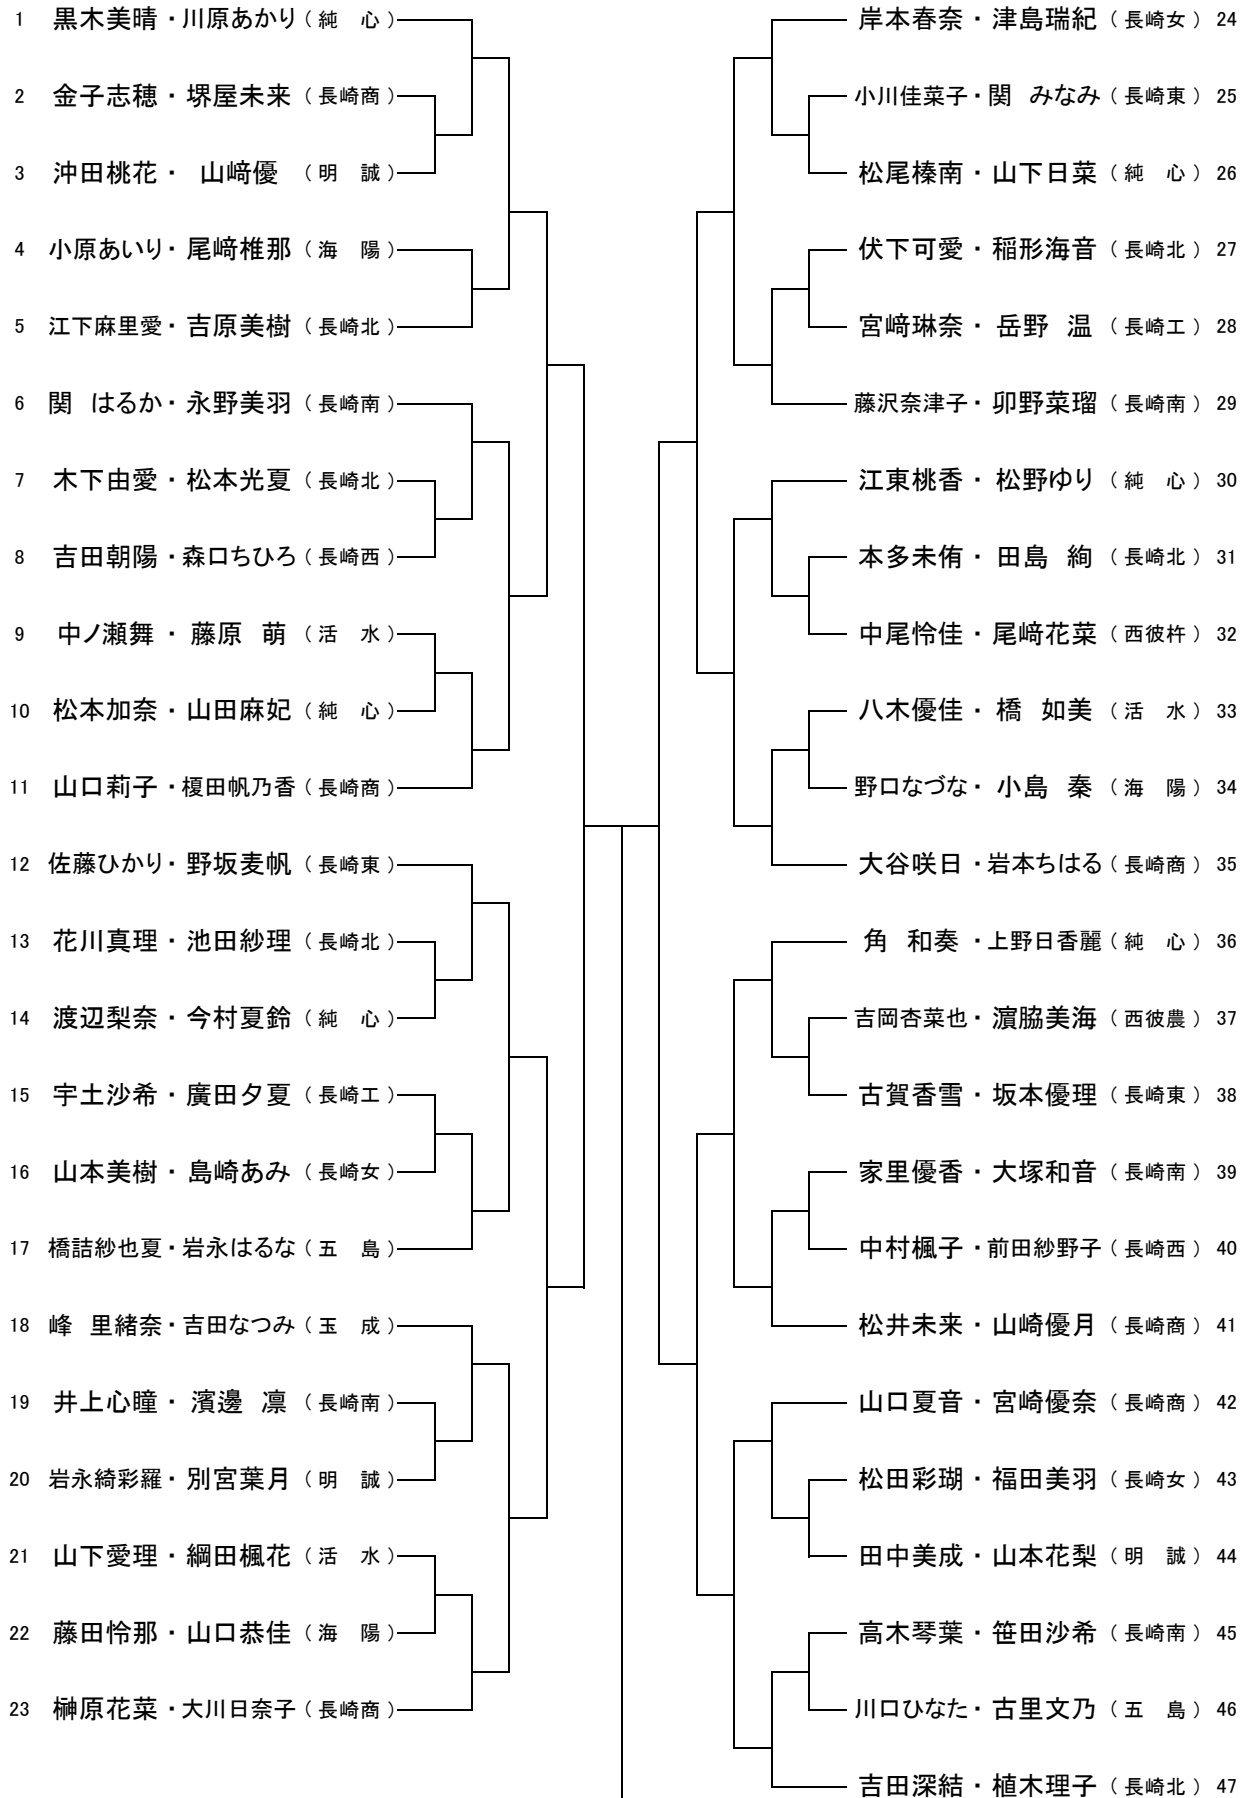 1 黒木美晴・川原あかり（純　心）
2 金子志穂・堺屋未来（長崎商）
3 沖田桃花・山﨑優（明　誠）
4 小原あいり・尾﨑椎那（海　陽）
5 江下麻里愛・吉原美樹（長崎北）
6 関　はるか・永野美羽（長崎南）
7 木下由愛・松本光夏（長崎北）
8 吉田朝陽・森口ちひろ（長崎西）
9 中ノ瀬舞・藤原　萌（活　水）
10 松本加奈・山田麻妃（純　心）
11 山口莉子・榎田帆乃香（長崎商）
12 佐藤ひかり・野坂麦帆（長崎東）
13 花川真理・池田紗理（長崎北）
14 渡辺梨奈・今村夏鈴（純　心）
15 宇土沙希・廣田夕夏（長崎工）
16 山本美樹・島崎あみ（長崎女）
17 橋詰紗也夏・岩永はるな（五　島）
18 峰　里緒奈・吉田なつみ（玉　成）
19 井上心瞳・濱邊　凛（長崎南）
20 岩永綺彩羅・別宮葉月（明　誠）
21 山下愛理・綱田楓花（活　水）
22 藤田怜那・山口恭佳（海　陽）
23 榊原花菜・大川日奈子（長崎商）
岸本春奈・津島瑞紀（長崎女）24
小川佳菜子・関　みなみ（長崎東）25
松尾榛南・山下日菜（純　心）26
伏下可愛・稲形海音（長崎北）27
宮﨑琳奈・岳野　温（長崎工）28
藤沢奈津子・卯野菜瑠（長崎南）29
江東桃香・松野ゆり（純　心）30
本多未侑・田島　絢（長崎北）31
中尾怜佳・尾﨑花菜（西彼杵）32
八木優佳・橋　如美（活　水）33
野口なづな・小島　秦（海　陽）34
大谷咲日・岩本ちはる（長崎商）35
角　和奏・上野日香麗（純　心）36
吉岡杏菜也・濵脇美海（西彼農）37
古賀香雪・坂本優理（長崎東）38
家里優香・大塚和音（長崎南）39
中村楓子・前田紗野子（長崎西）40
松井未来・山崎優月（長崎商）41
山口夏音・宮崎優奈（長崎商）42
松田彩瑚・福田美羽（長崎女）43
田中美成・山本花梨（明　誠）44
高木琴葉・笹田沙希（長崎南）45
川口ひなた・古里文乃（五　島）46
吉田深結・植木理子（長崎北）47